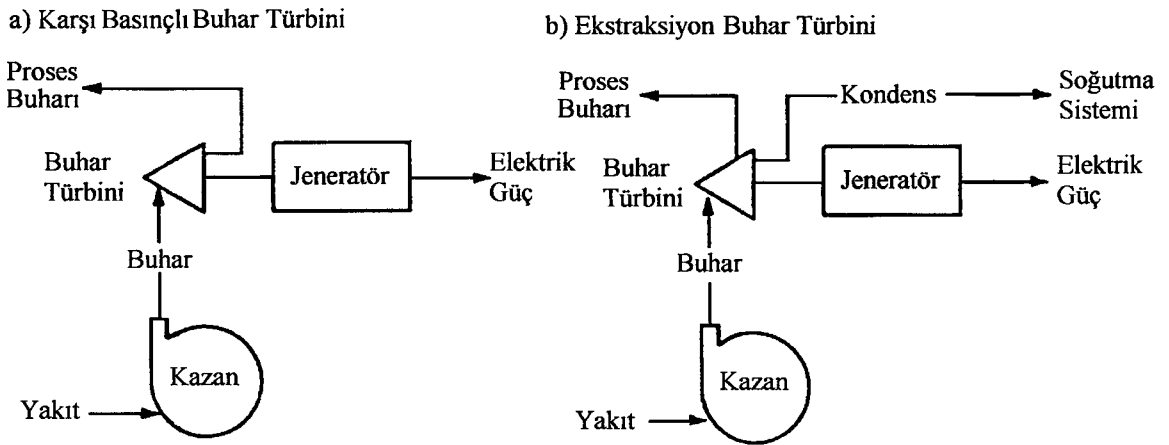 a) Karşı Basınçlı Buhar Türbini
Proses
Buharı
Buhar
Türbini
Jeneratör
Elektrik
Güç
Buhar
Kazan
Yakıt
b) Ekstraksiyon Buhar Türbini
Proses
Buharı
Kondens
Soğutma
Sistemi
Buhar
Türbini
Jeneratör
Elektrik
Güç
Buhar
Kazan
Yakıt